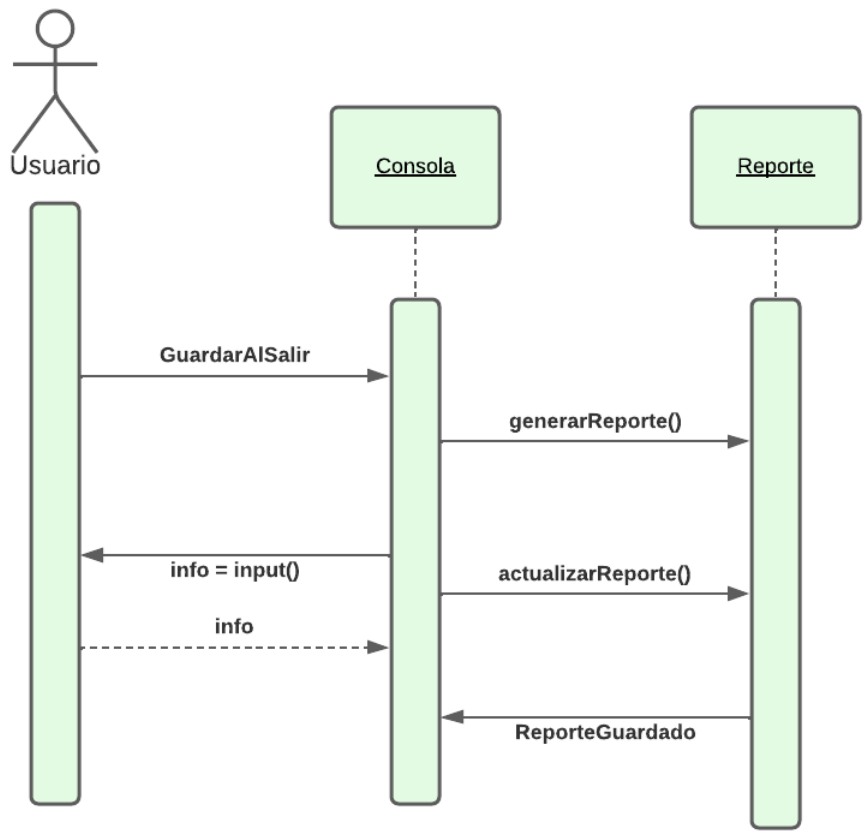 Usuario
Consola
Reporte
GuardarAlSalir
generarReporte()
info = input()
actualizarReporte()
info
ReporteGuardado